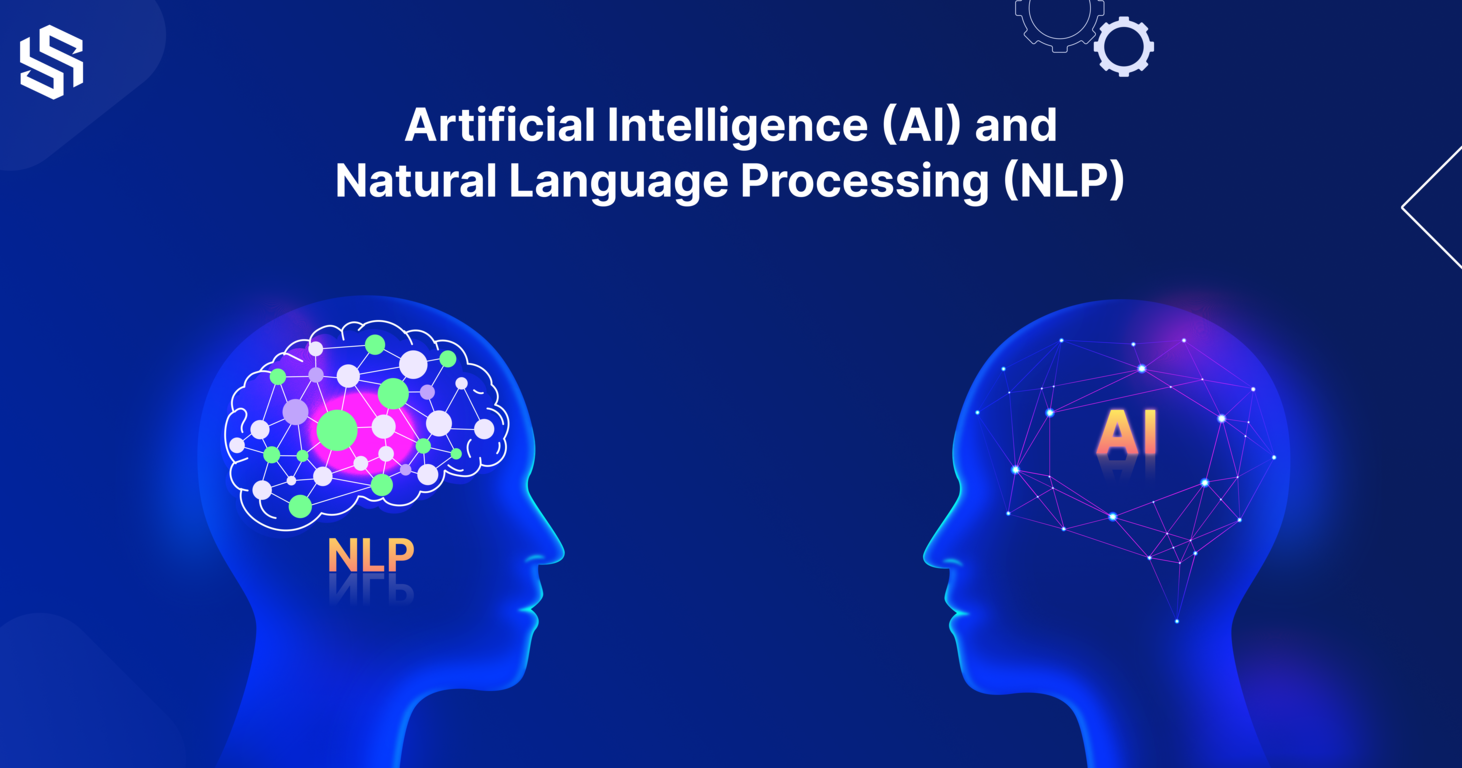 Artificial Intelligence (AI) and
Natural Language Processing (NLP)
AI
NLP